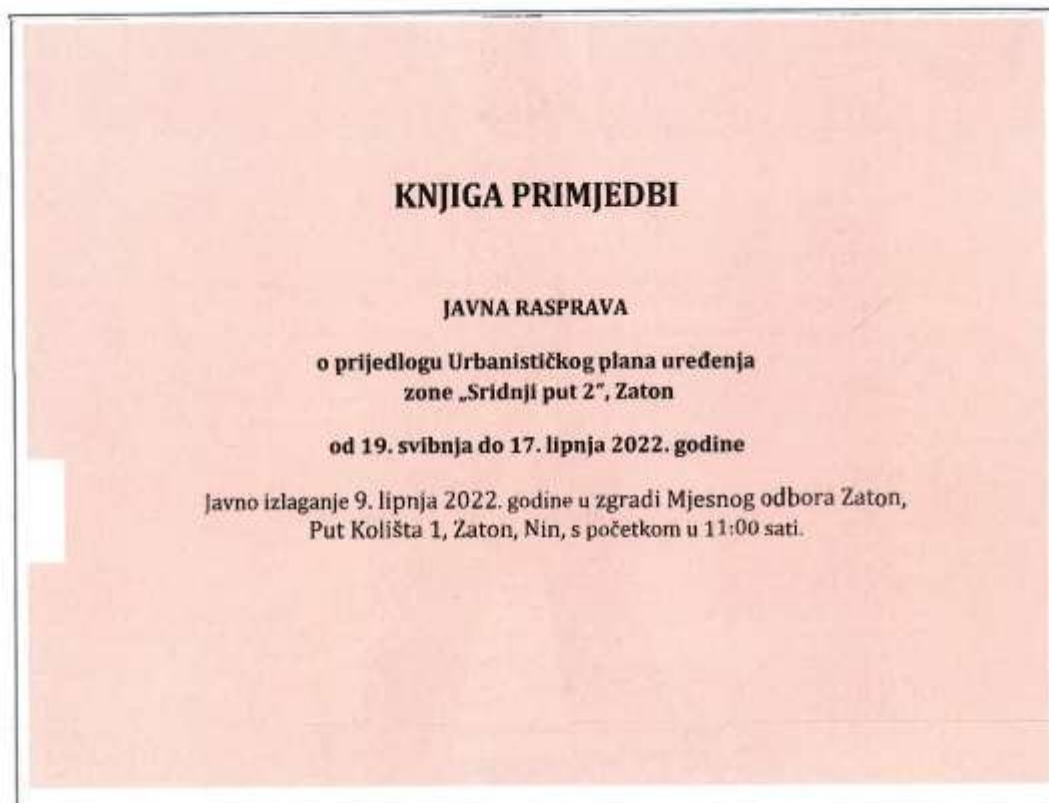 KNJIGA PRIMJEDBI
JAVNA RASPRAVA
o prijedlogu Urbanističkog plana uređenja
zone „Sridnji put 2", Zaton
od 19. svibnja do 17. lipnja 2022. godine
Javno izlaganje 9. lipnja 2022. godine u zgradi Mjesnog odbora Zaton,
Put Kolišta 1, Zaton, Nin, s početkom u 11:00 sati.